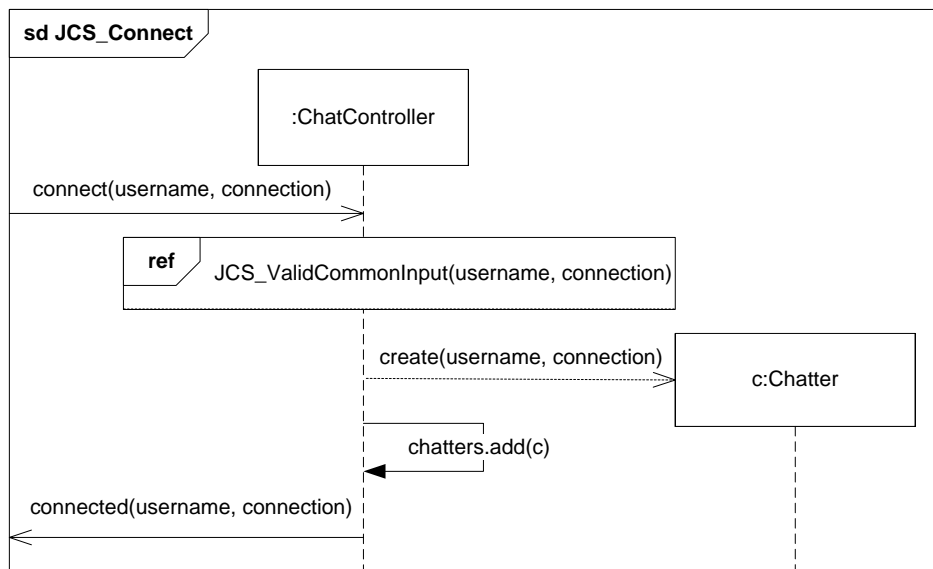 sd JCS_Connect
:ChatController
connect(username, connection)
ref
JCS_ValidCommonInput(username, connection)
create(username, connection)
c:Chatter
chatters.add(c)
connected(username, connection)